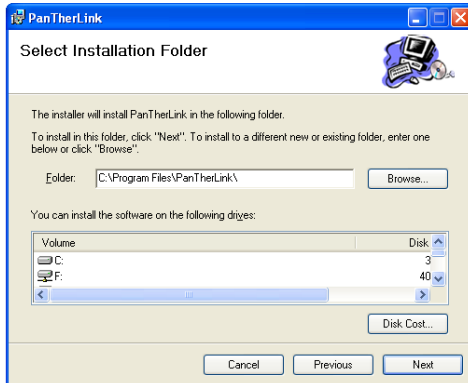 PanTherLink
Select Installation Folder
The installer will install PanTherLink in the following folder.
To install in this folder, click "Next". To install to a different new or existing folder, enter one
below or click "Browse".
Folder: C:\Program Files\PanTherLink\ Browse...
You can install the software on the following drives:
Volume Disk
C: 3
F: 40
Disk Cost...
Cancel Previous Next